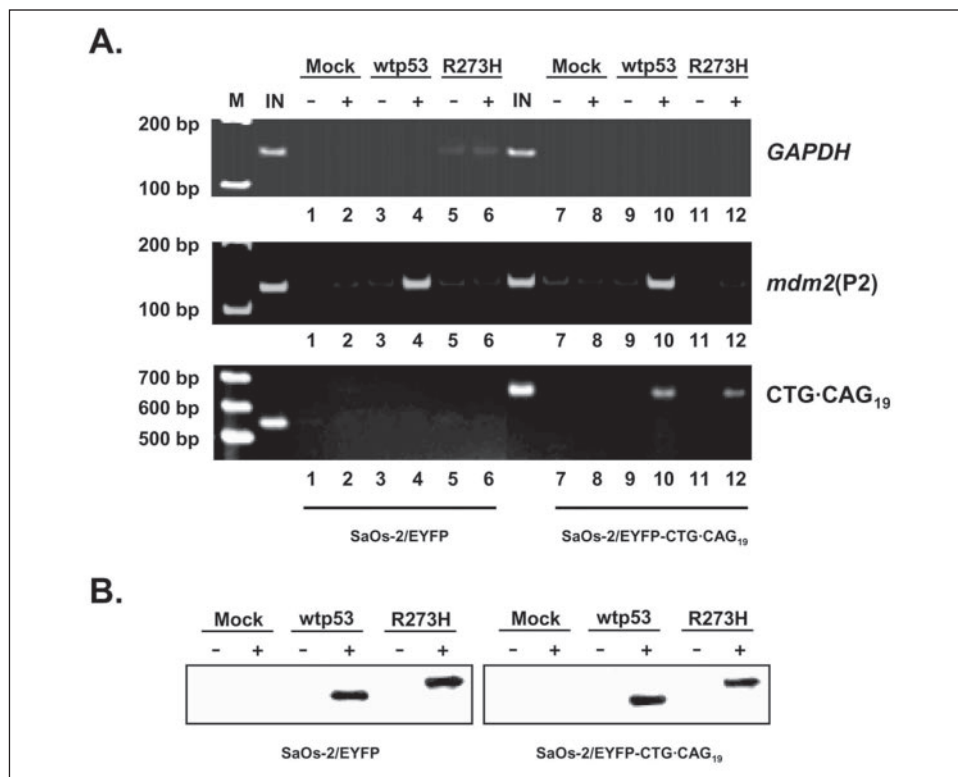 A.
Mock wtp53 R273H Mock wtp53 R273H
M IN - + - + - + IN - + - + - +
200 bp
GAPDH
100 bp
1 2 3 4 5 6 7 8 9 10 11 12
200 bp
mdm2(P2)
100 bp
1 2 3 4 5 6 7 8 9 10 11 12
700 bp
CTG·CAG₁₉
600 bp
500 bp
1 2 3 4 5 6 7 8 9 10 11 12
SaOs-2/EYFP SaOs-2/EYFP-CTG·CAG₁₉
B.
Mock wtp53 R273H Mock wtp53 R273H
- + - + - + - + - + - +
SaOs-2/EYFP SaOs-2/EYFP-CTG·CAG₁₉